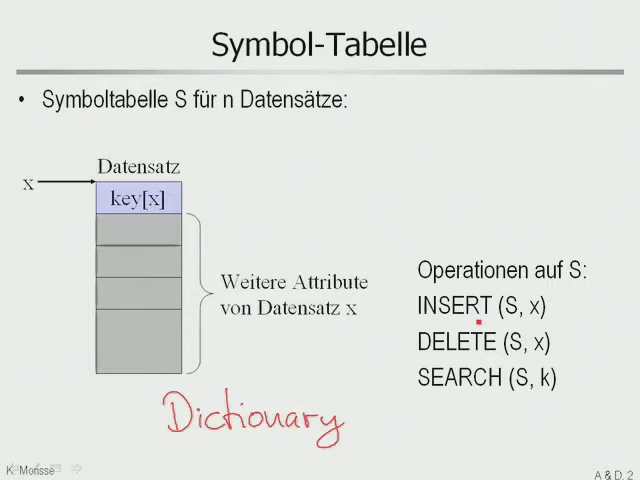 Symbol-Tabelle
• Symboltabelle S für n Datensätze:
Datensatz
x
key[x]
Weitere Attribute
von Datensatz x
Operationen auf S:
INSERT (S, x)
DELETE (S, x)
SEARCH (S, k)
Dictionary
K. Morisse
A & D. 2